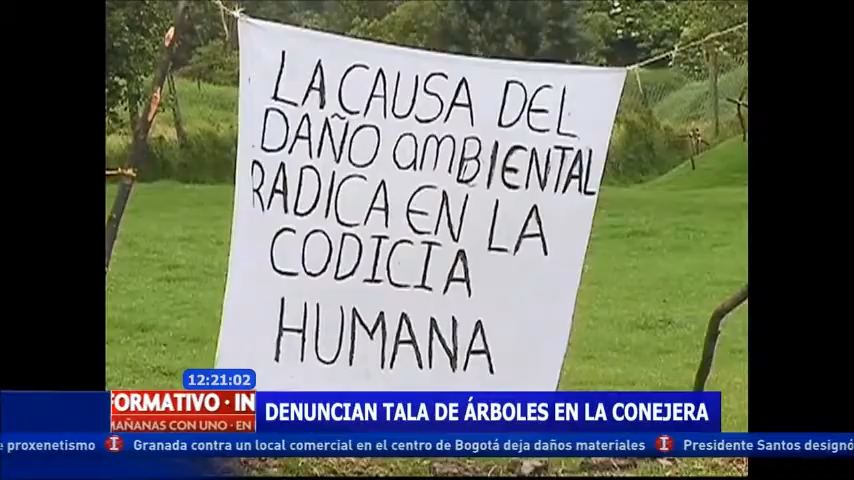 LA CAUSA DEL
DAÑO AMBIENTAL
RADICA EN LA
CODICIA
HUMANA
12:21:02
FORMATIVO · IN
MAÑANAS CON UNO · EN
DENUNCIAN TALA DE ÁRBOLES EN LA CONEJERA
e proxenetismo Granada contra un local comercial en el centro de Bogotá deja daños materiales Presidente Santos designó